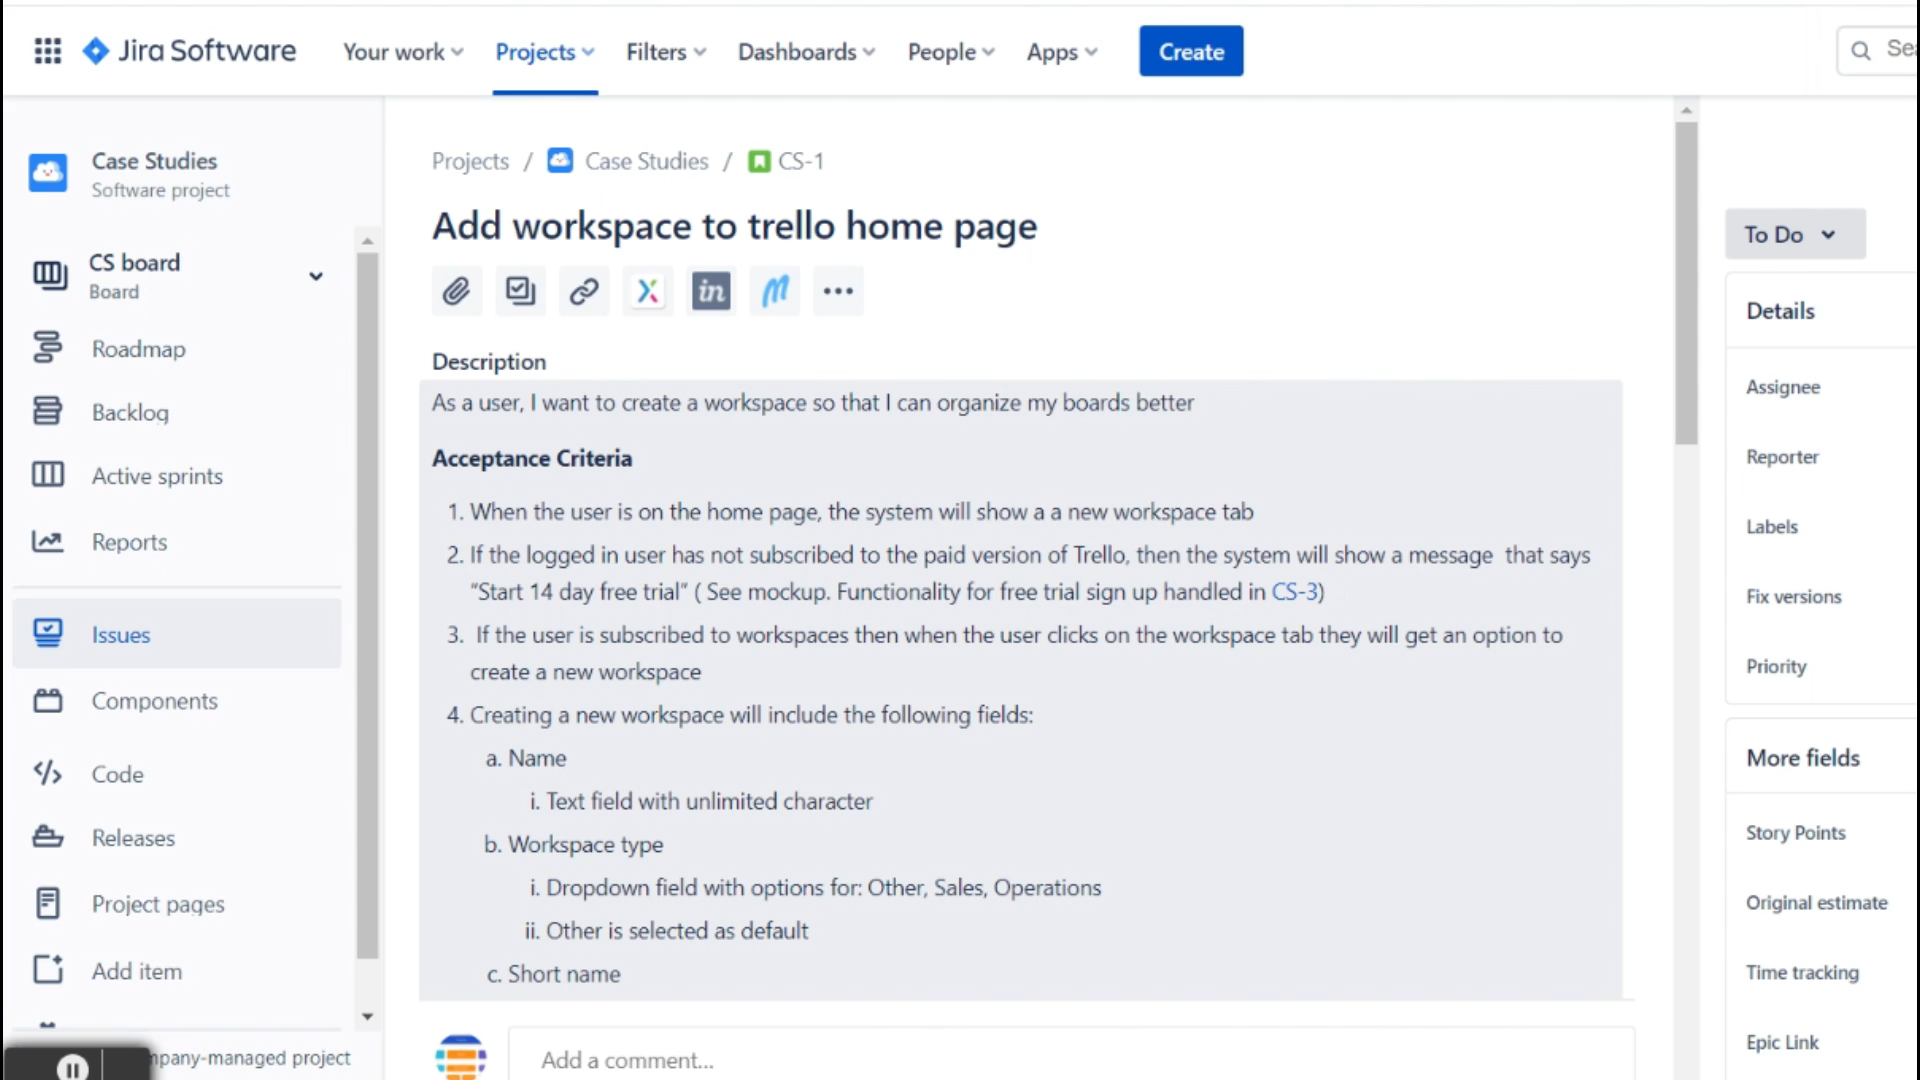 Jira Software
Your work
Projects
Filters
Dashboards
People
Apps
Create
Case Studies
Software project
CS board
Board
Roadmap
Backlog
Active sprints
Reports
Issues
Components
Code
Releases
Project pages
Add item
managed project
Projects / Case Studies / CS-1
Add workspace to trello home page
in
Description
As a user, I want to create a workspace so that I can organize my boards better
Acceptance Criteria
1. When the user is on the home page, the system will show a a new workspace tab
2. If the logged in user has not subscribed to the paid version of Trello, then the system will show a message that says
“Start 14 day free trial” ( See mockup. Functionality for free trial sign up handled in CS-3)
3. If the user is subscribed to workspaces then when the user clicks on the workspace tab they will get an option to
create a new workspace
4. Creating a new workspace will include the following fields:
a. Name
i. Text field with unlimited character
b. Workspace type
i. Dropdown field with options for: Other, Sales, Operations
ii. Other is selected as default
c. Short name
Add a comment...
To Do
Details
Assignee
Reporter
Labels
Fix versions
Priority
More fields
Story Points
Original estimate
Time tracking
Epic Link